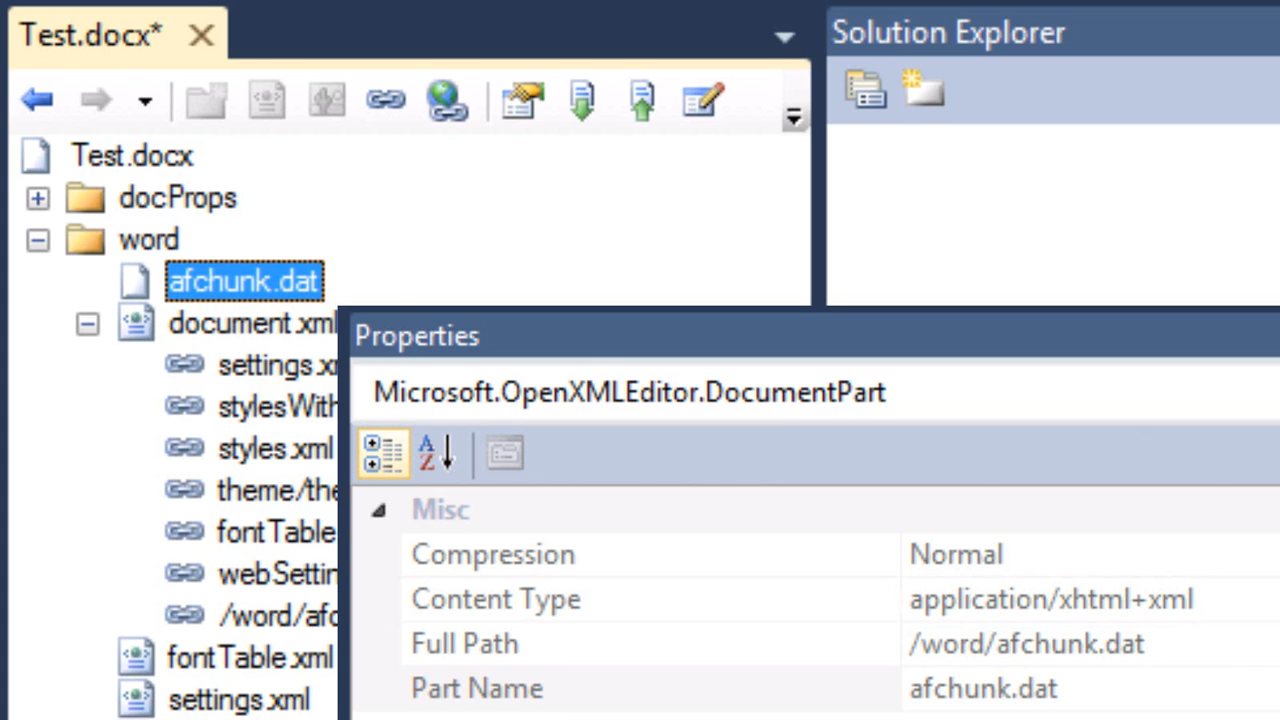 Test.docx*
Solution Explorer
Test.docx
docProps
word
afchunk.dat
document.xml
settings.x
stylesWith
styles.xml
theme/the
fontTable
webSettin
/word/afc
fontTable.xml
settings.xml
Properties
Microsoft.OpenXMLEditor.DocumentPart
A
Z
Misc
Compression Normal
Content Type application/xhtml+xml
Full Path /word/afchunk.dat
Part Name afchunk.dat